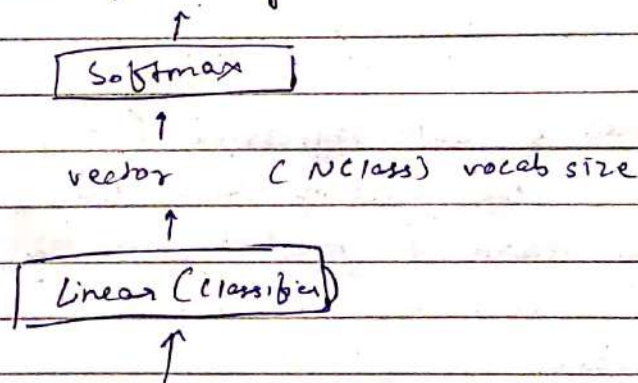 Softmax
vector (NClass) vocab size
Linear (Classifier)